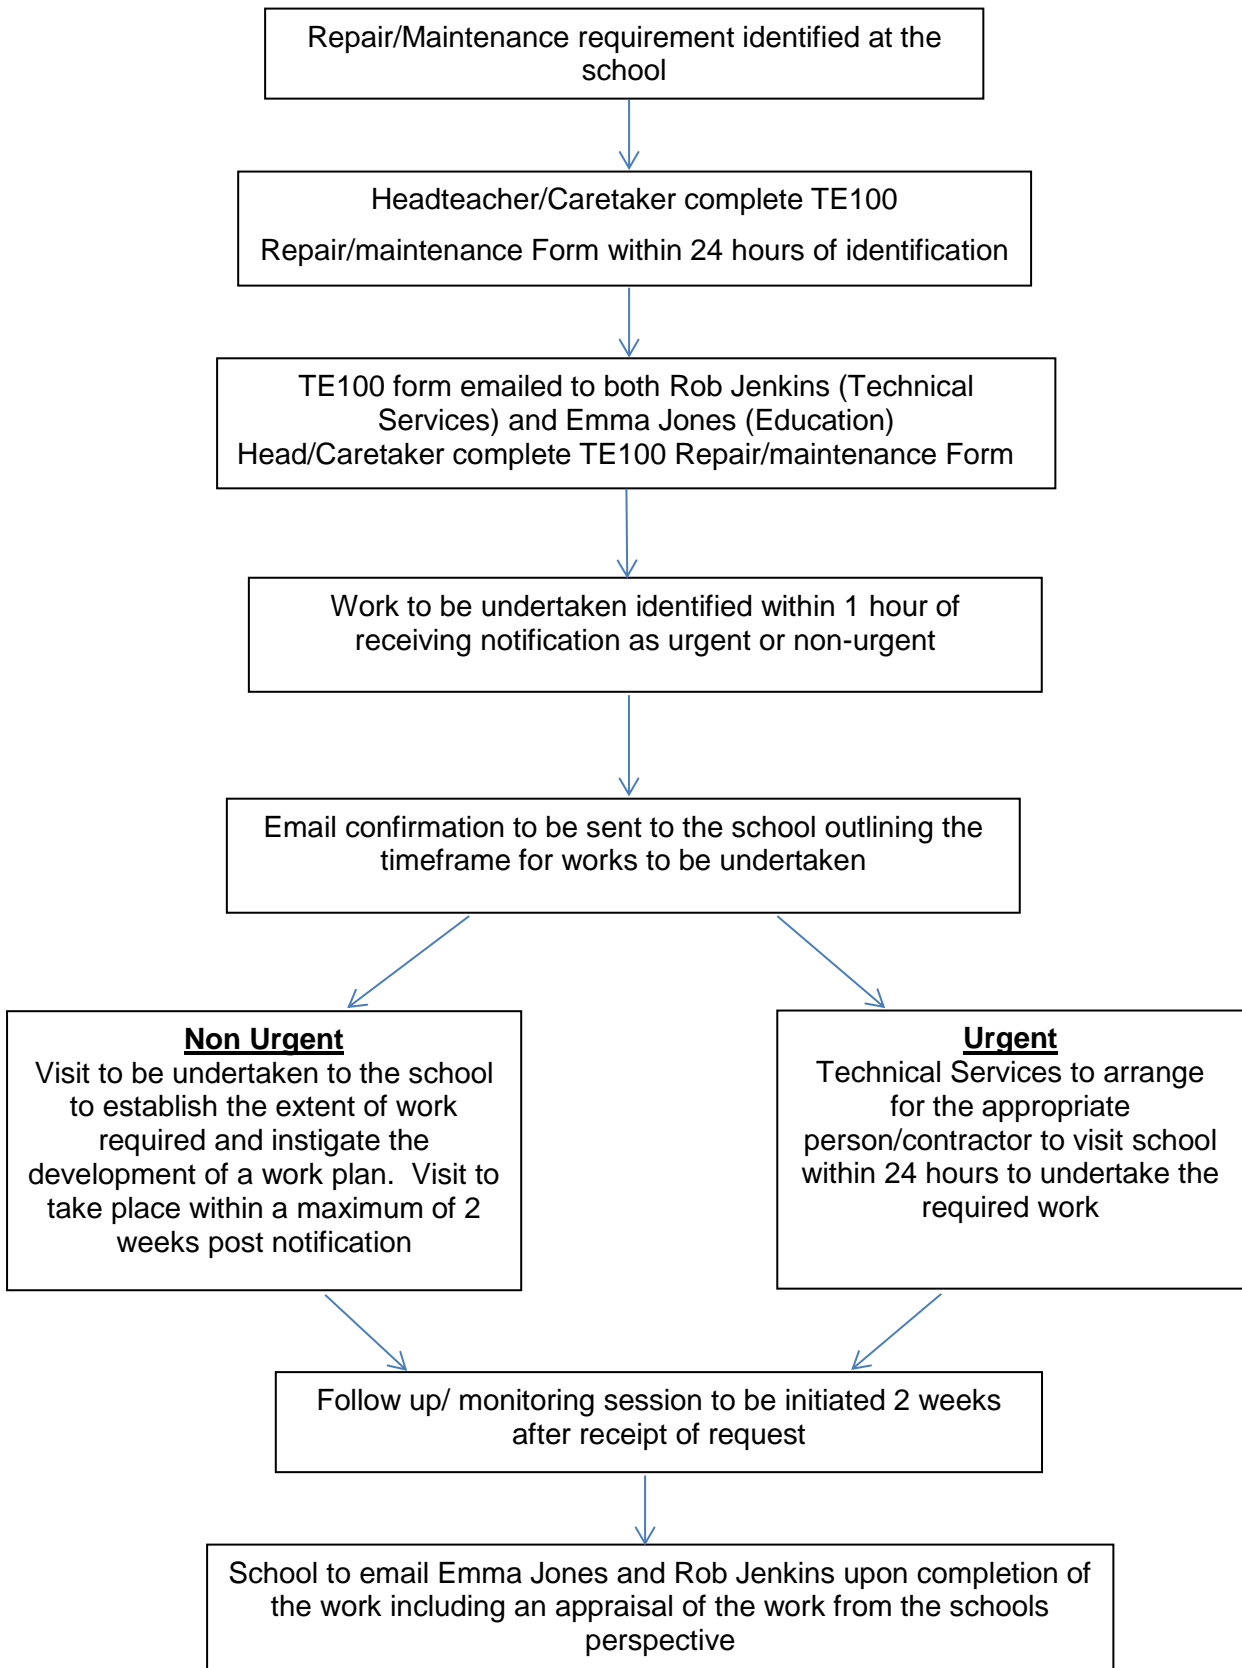 Repair/Maintenance requirement identified at the
school
Headteacher/Caretaker complete TE100
Repair/maintenance Form within 24 hours of identification
TE100 form emailed to both Rob Jenkins (Technical
Services) and Emma Jones (Education)
Head/Caretaker complete TE100 Repair/maintenance Form
Work to be undertaken identified within 1 hour of
receiving notification as urgent or non-urgent
Email confirmation to be sent to the school outlining the
timeframe for works to be undertaken
Non Urgent
Visit to be undertaken to the school
to establish the extent of work
required and instigate the
development of a work plan.  Visit to
take place within a maximum of 2
weeks post notification
Urgent
Technical Services to arrange
for the appropriate
person/contractor to visit school
within 24 hours to undertake the
required work
Follow up/ monitoring session to be initiated 2 weeks
after receipt of request
School to email Emma Jones and Rob Jenkins upon completion of
the work including an appraisal of the work from the schools
perspective